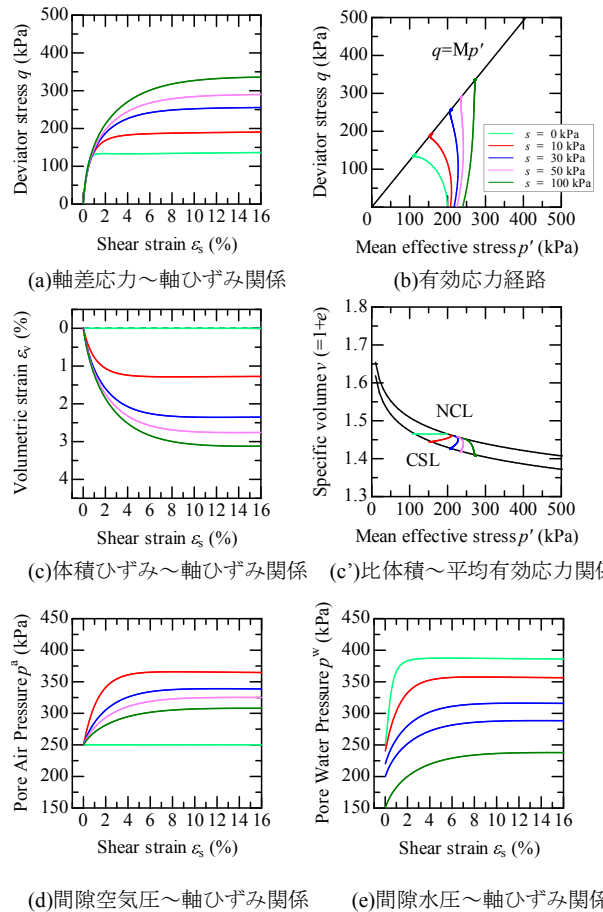 500
400
300
200
100
0
Deviator stress q (kPa)
0 2 4 6 8 10 12 14 16
Shear strain εs (%)
(a)軸差応力~軸ひずみ関係
500
400
300
200
100
0
Deviator stress q (kPa)
q=Mp′
s = 0 kPa
s = 10 kPa
s = 30 kPa
s = 50 kPa
s = 100 kPa
0 100 200 300 400 500
Mean effective stress p′ (kPa)
(b)有効応力経路
0
1
2
3
4
Volumetric strain εv (%)
0 2 4 6 8 10 12 14 16
Shear strain εs (%)
(c)体積ひずみ~軸ひずみ関係
1.8
1.7
1.6
1.5
1.4
1.3
Specific volume v (=1+e)
NCL
CSL
0 100 200 300 400 500
Mean effective stress p′ (kPa)
(c')比体積~平均有効応力関係
450
400
350
300
250
200
150
Pore Air Pressure pa (kPa)
0 2 4 6 8 10 12 14 16
Shear strain εs (%)
(d)間隙空気圧~軸ひずみ関係
450
400
350
300
250
200
150
Pore Water Pressure pw (kPa)
0 2 4 6 8 10 12 14 16
Shear strain εs (%)
(e)間隙水圧~軸ひずみ関係